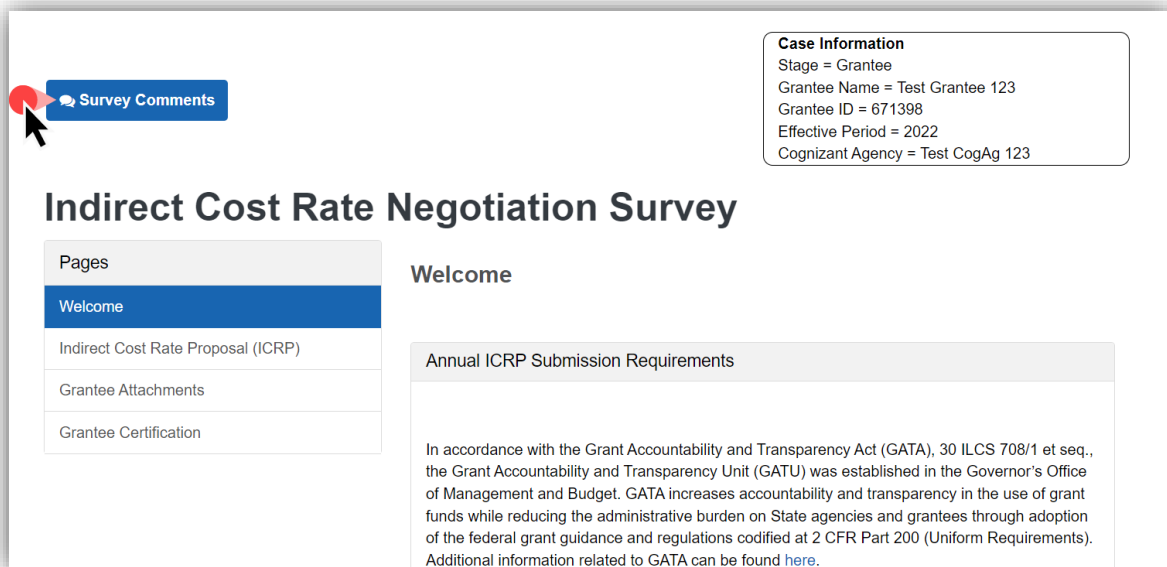 Survey Comments
Case Information
Stage = Grantee
Grantee Name = Test Grantee 123
Grantee ID = 671398
Effective Period = 2022
Cognizant Agency = Test CogAg 123
Indirect Cost Rate Negotiation Survey
Pages
Welcome
Indirect Cost Rate Proposal (ICRP)
Grantee Attachments
Grantee Certification
Welcome
Annual ICRP Submission Requirements
In accordance with the Grant Accountability and Transparency Act (GATA), 30 ILCS 708/1 et seq.,
the Grant Accountability and Transparency Unit (GATU) was established in the Governor’s Office
of Management and Budget. GATA increases accountability and transparency in the use of grant
funds while reducing the administrative burden on State agencies and grantees through adoption
of the federal grant guidance and regulations codified at 2 CFR Part 200 (Uniform Requirements).
Additional information related to GATA can be found here.